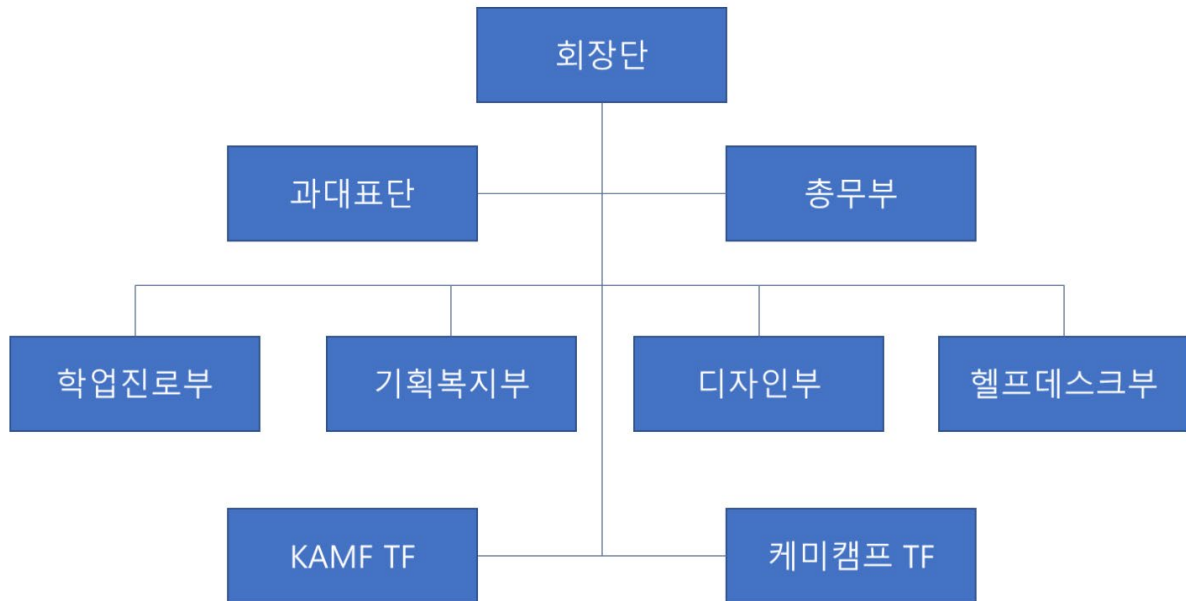 회장단
과대표단
총무부
학업진로부
기획복지부
디자인부
헬프데스크부
KAMF TF
케미캠프 TF